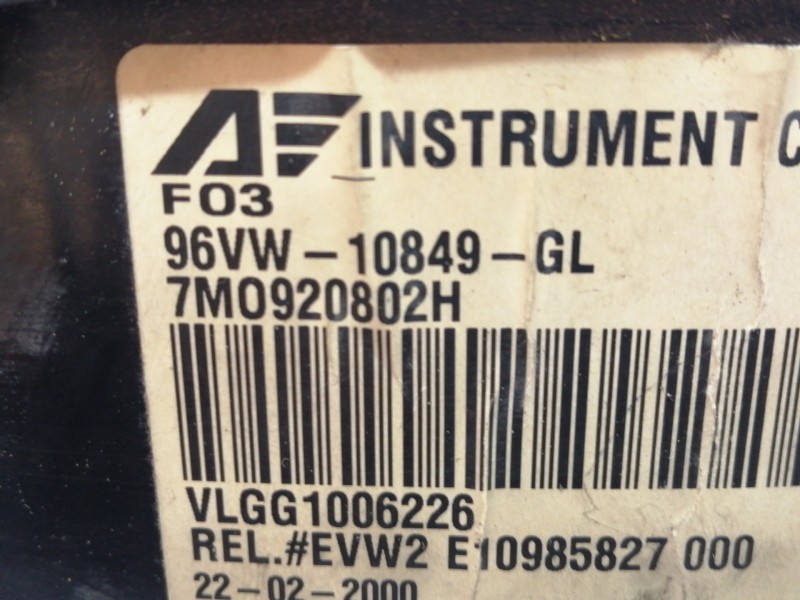 AF INSTRUMENT C
F03
96VW-10849-GL
7M0920802H
VLGG1006226
REL.#EVW2 E10985827 000
22-02-2000